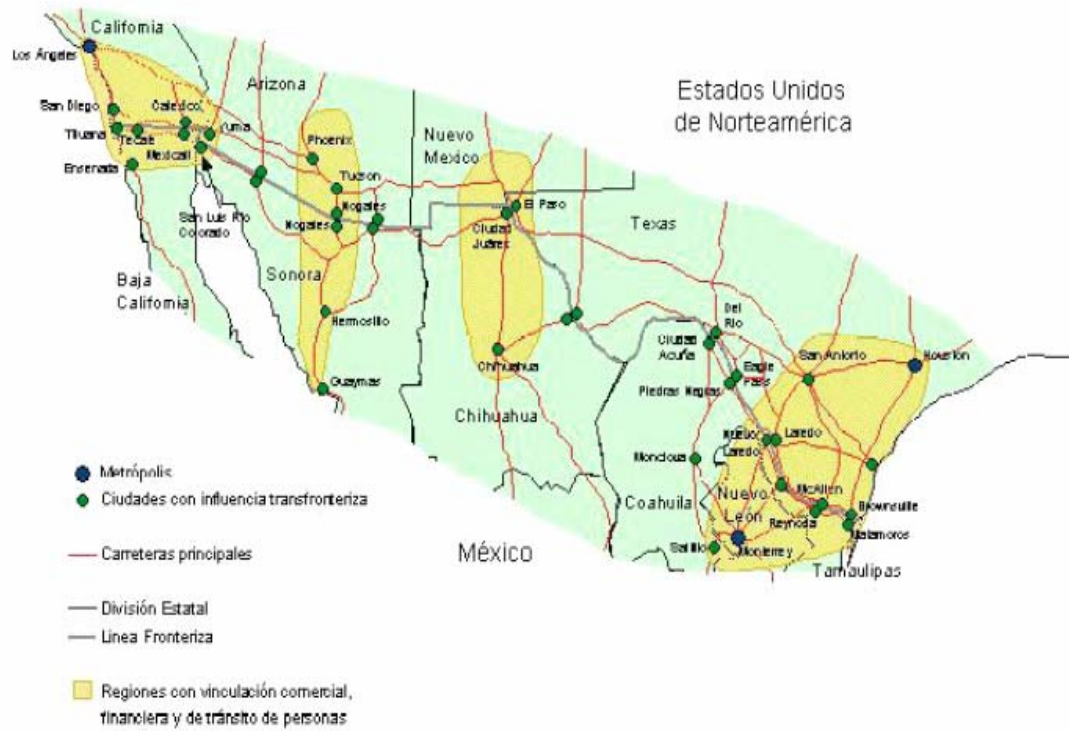 California
Los Ángeles
Arizona
Estados Unidos
de Norteamérica
San Diego
Calexico
Yuma
Nuevo
Mexico
Tijuana
Tecate
Mexicali
Phoenix
Ensenada
Tucson
San Luis Río
Colorado
Nogales
Nogales
El Paso
Ciudad
Juárez
Texas
Baja
California
Sonora
Hermosillo
Del
Río
Ciudad
Acuña
San Antonio
Houston
Eagle
Pass
Chihuahua
Guaymas
Piedras Negras
Chihuahua
Nuevo
Laredo
Laredo
Monclova
Metrópolis
Ciudades con influencia transfronteriza
Coahuila
Nuevo
León
McAllen
Reynosa
Brownsville
Matamoros
Carreteras principales
México
Saltillo
Monterrey
Tamaulipas
División Estatal
Linea Fronteriza
Regiones con vinculación comercial,
financiera y de tránsito de personas